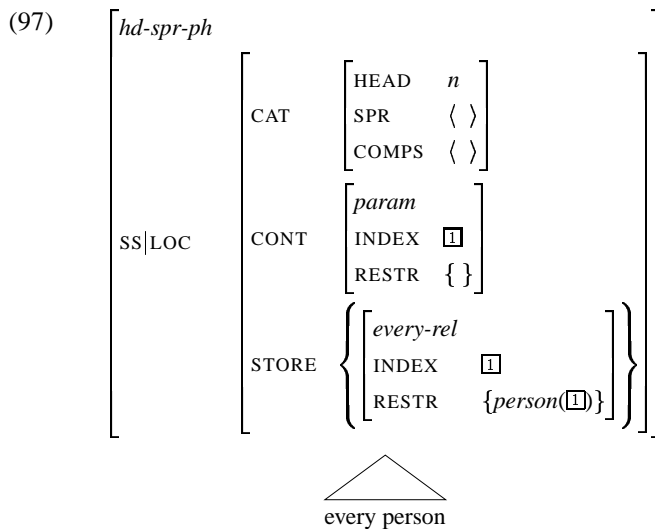 (97)
hd-spr-ph
SS|LOC
CAT
HEAD n
SPR ⟨ ⟩
COMPS ⟨ ⟩
CONT
param
INDEX 1
RESTR { }
STORE
every-rel
INDEX 1
RESTR {person(1)}
every person